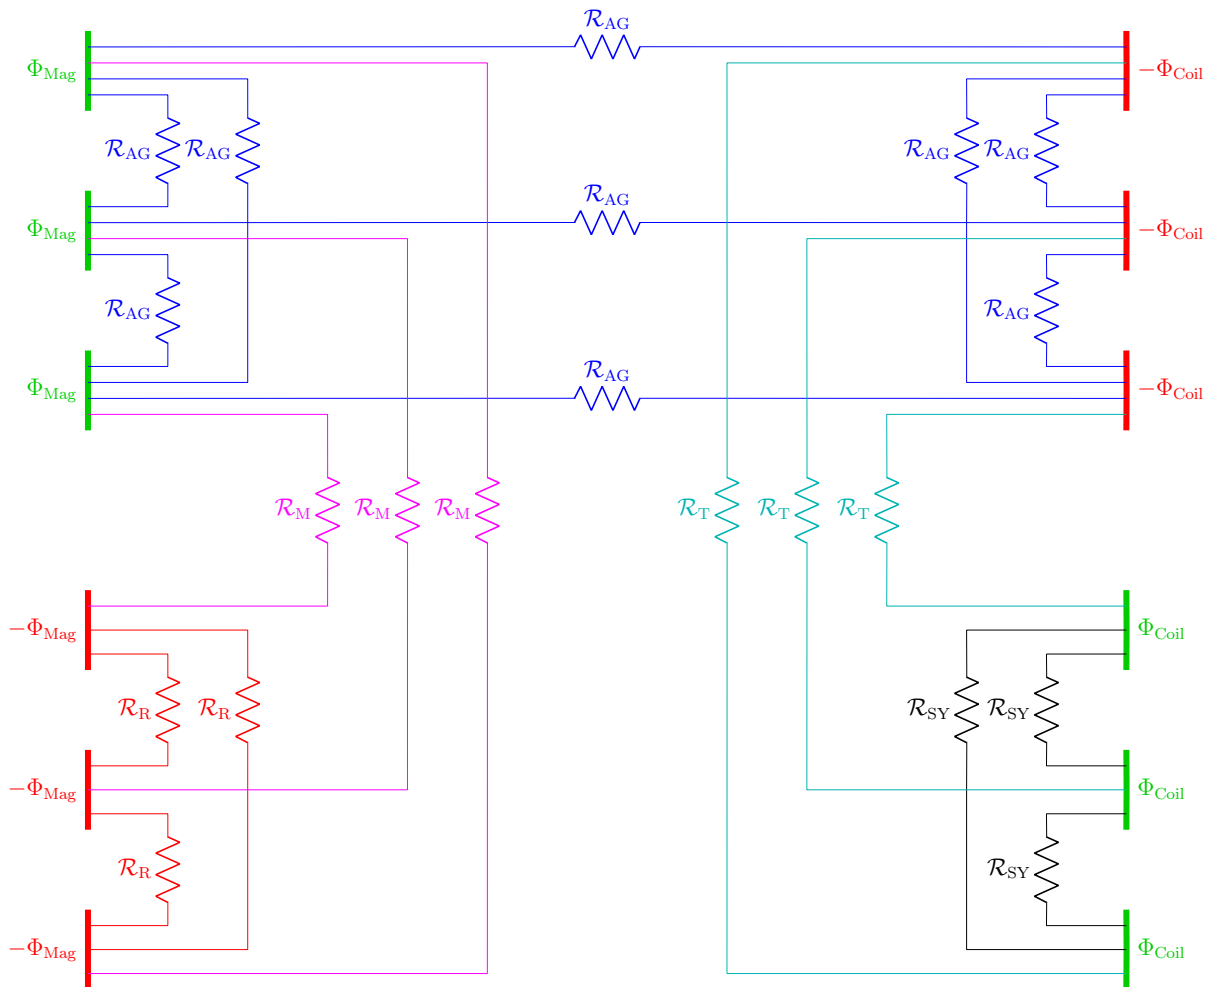 R_AG
Φ_Mag
−Φ_Coil
R_AG R_AG R_AG R_AG
R_AG
Φ_Mag
−Φ_Coil
R_AG R_AG
R_AG
Φ_Mag
−Φ_Coil
R_M R_M R_M R_T R_T R_T
−Φ_Mag
Φ_Coil
R_R R_R R_SY R_SY
−Φ_Mag
Φ_Coil
R_R R_SY
−Φ_Mag
Φ_Coil